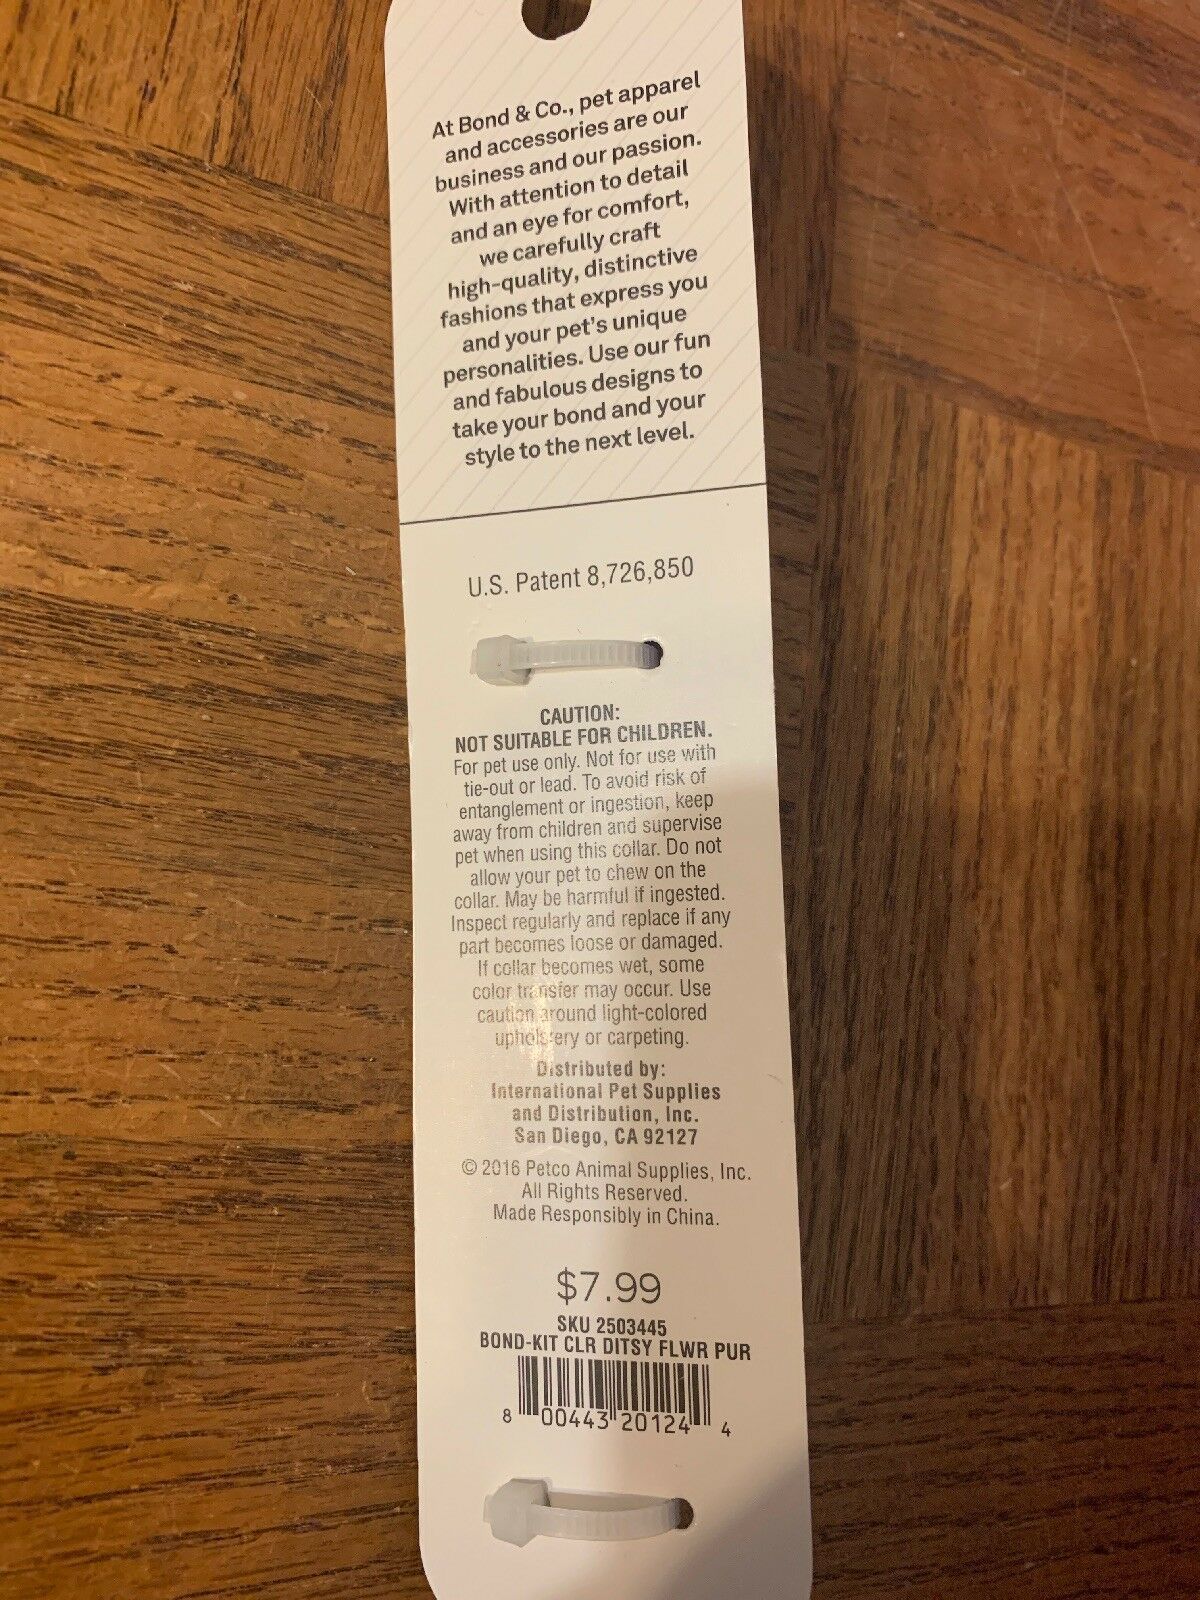 At Bond & Co., pet apparel
and accessories are our
business and our passion.
With attention to detail
and an eye for comfort,
we carefully craft
high-quality, distinctive
fashions that express you
and your pet's unique
personalities. Use our fun
and fabulous designs to
take your bond and your
style to the next level.
U.S. Patent 8,726,850
CAUTION:
NOT SUITABLE FOR CHILDREN.
For pet use only. Not for use with
tie-out or lead. To avoid risk of
entanglement or ingestion, keep
away from children and supervise
pet when using this collar. Do not
allow your pet to chew on the
collar. May be harmful if ingested.
Inspect regularly and replace if any
part becomes loose or damaged.
If collar becomes wet, some
color transfer may occur. Use
caution around light-colored
upholstery or carpeting.
Distributed by:
International Pet Supplies
and Distribution, Inc.
San Diego, CA 92127
© 2016 Petco Animal Supplies, Inc.
All Rights Reserved.
Made Responsibly in China.
$7.99
SKU 2503445
BOND-KIT CLR DITSY FLWR PUR
8 00443 20124 4